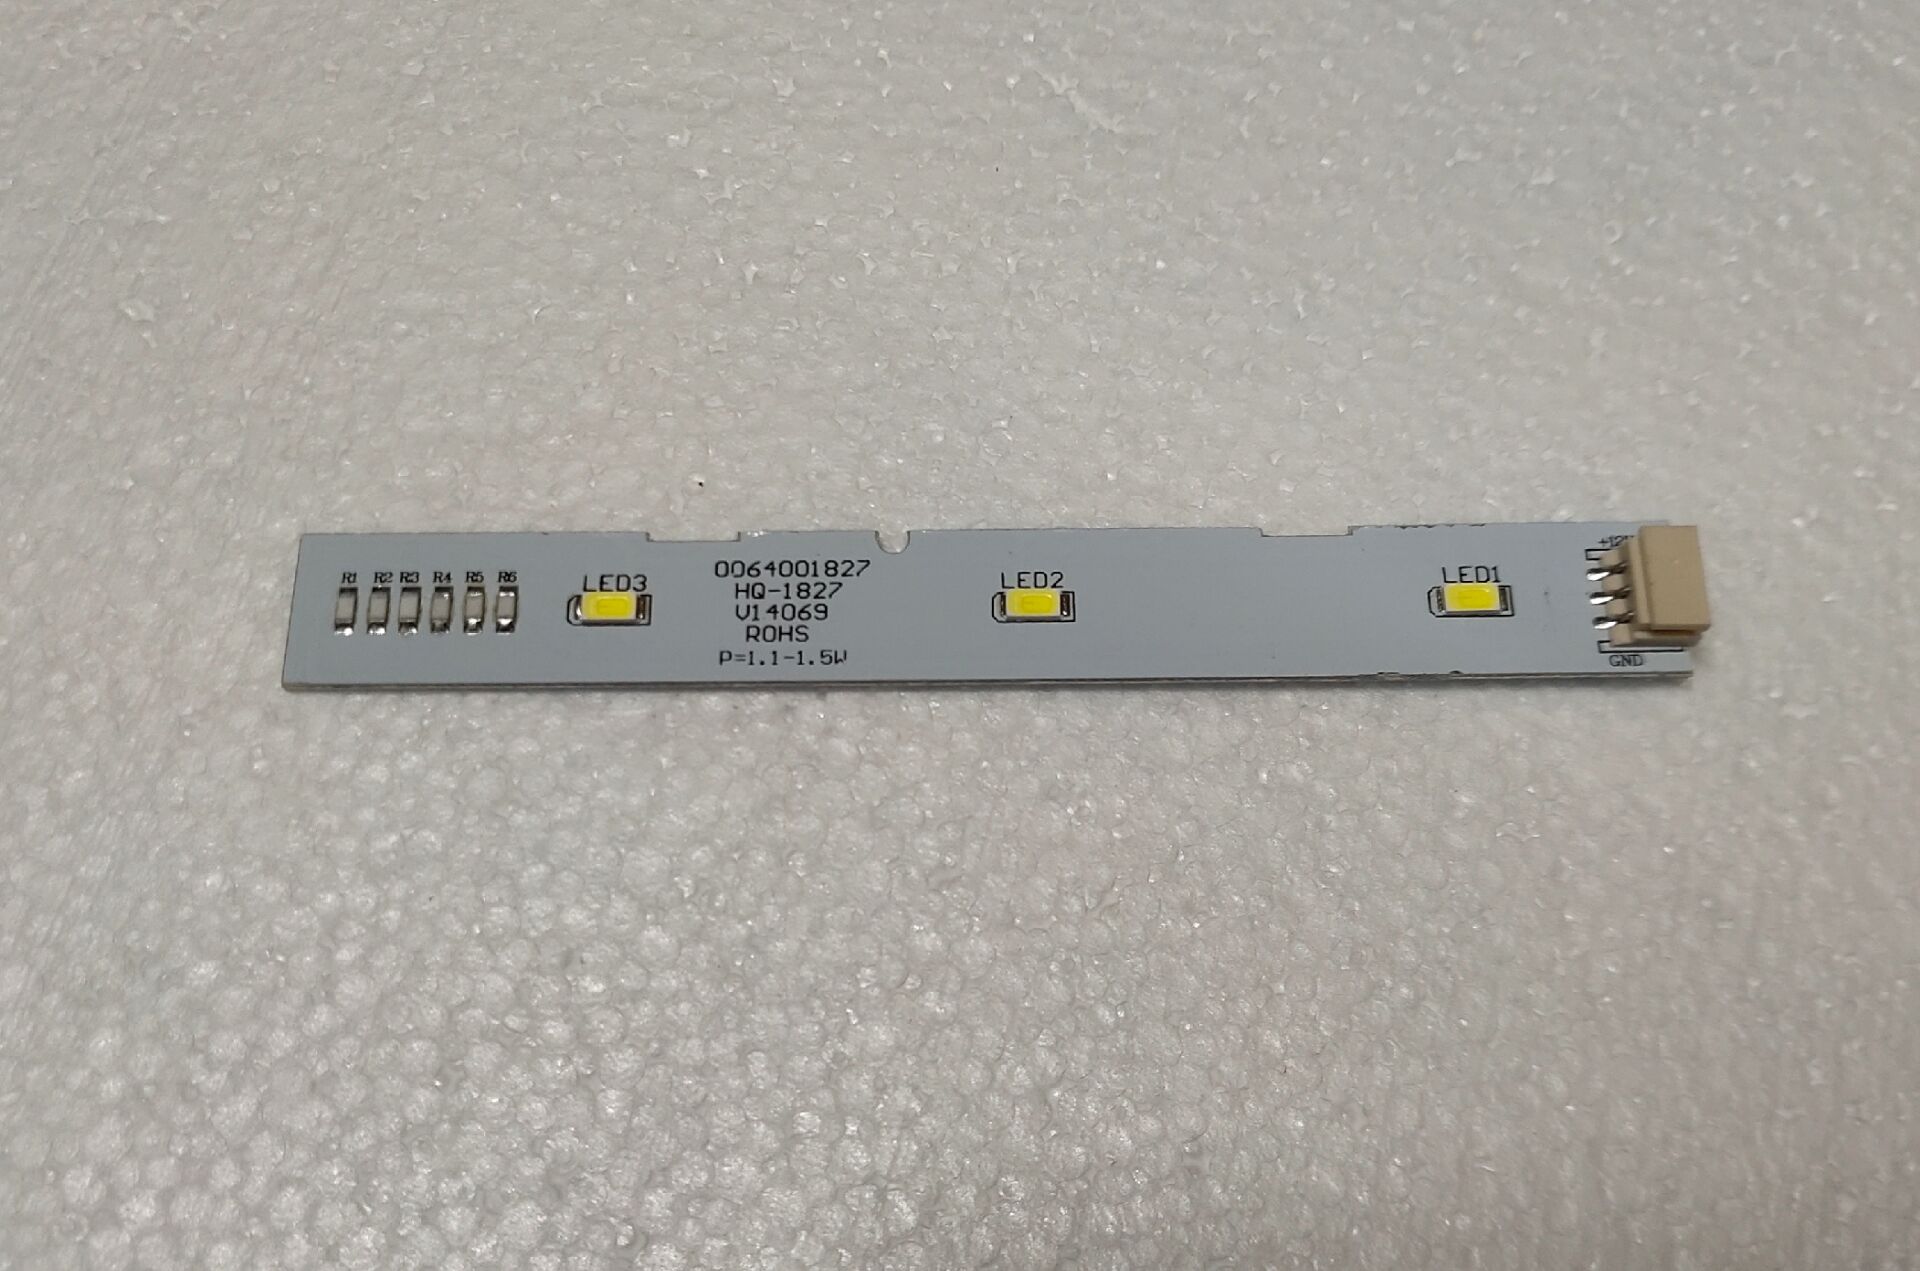 R1 R2 R3 R4 R5 R6
LED3
0064001827
HQ-1827
V14069
ROHS
P=1.1-1.5W
LED2
LED1
+12V
GND